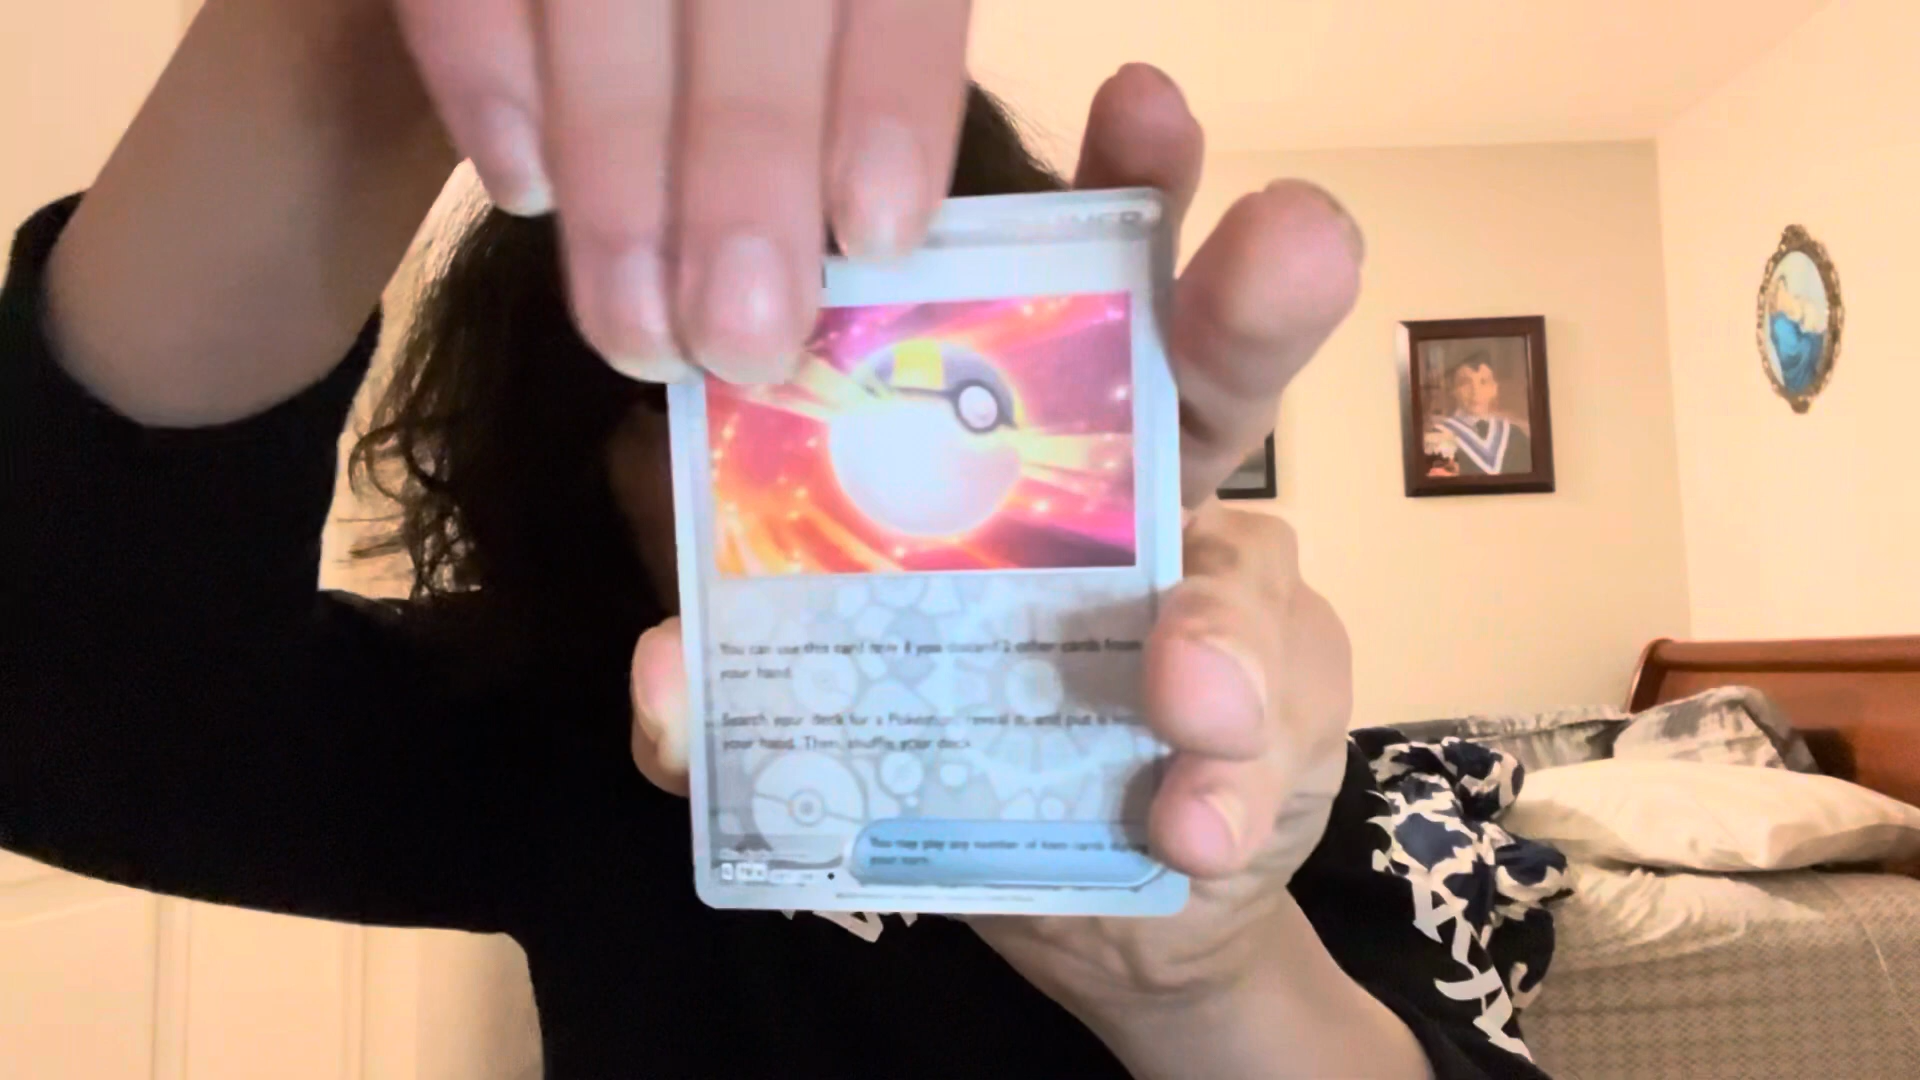 You can use this card only if you discard 2 other cards from
your hand.
Search your deck for a Pokémon, reveal it, and put it into
your hand. Then, shuffle your deck.
You may play any number of Item cards during
your turn.